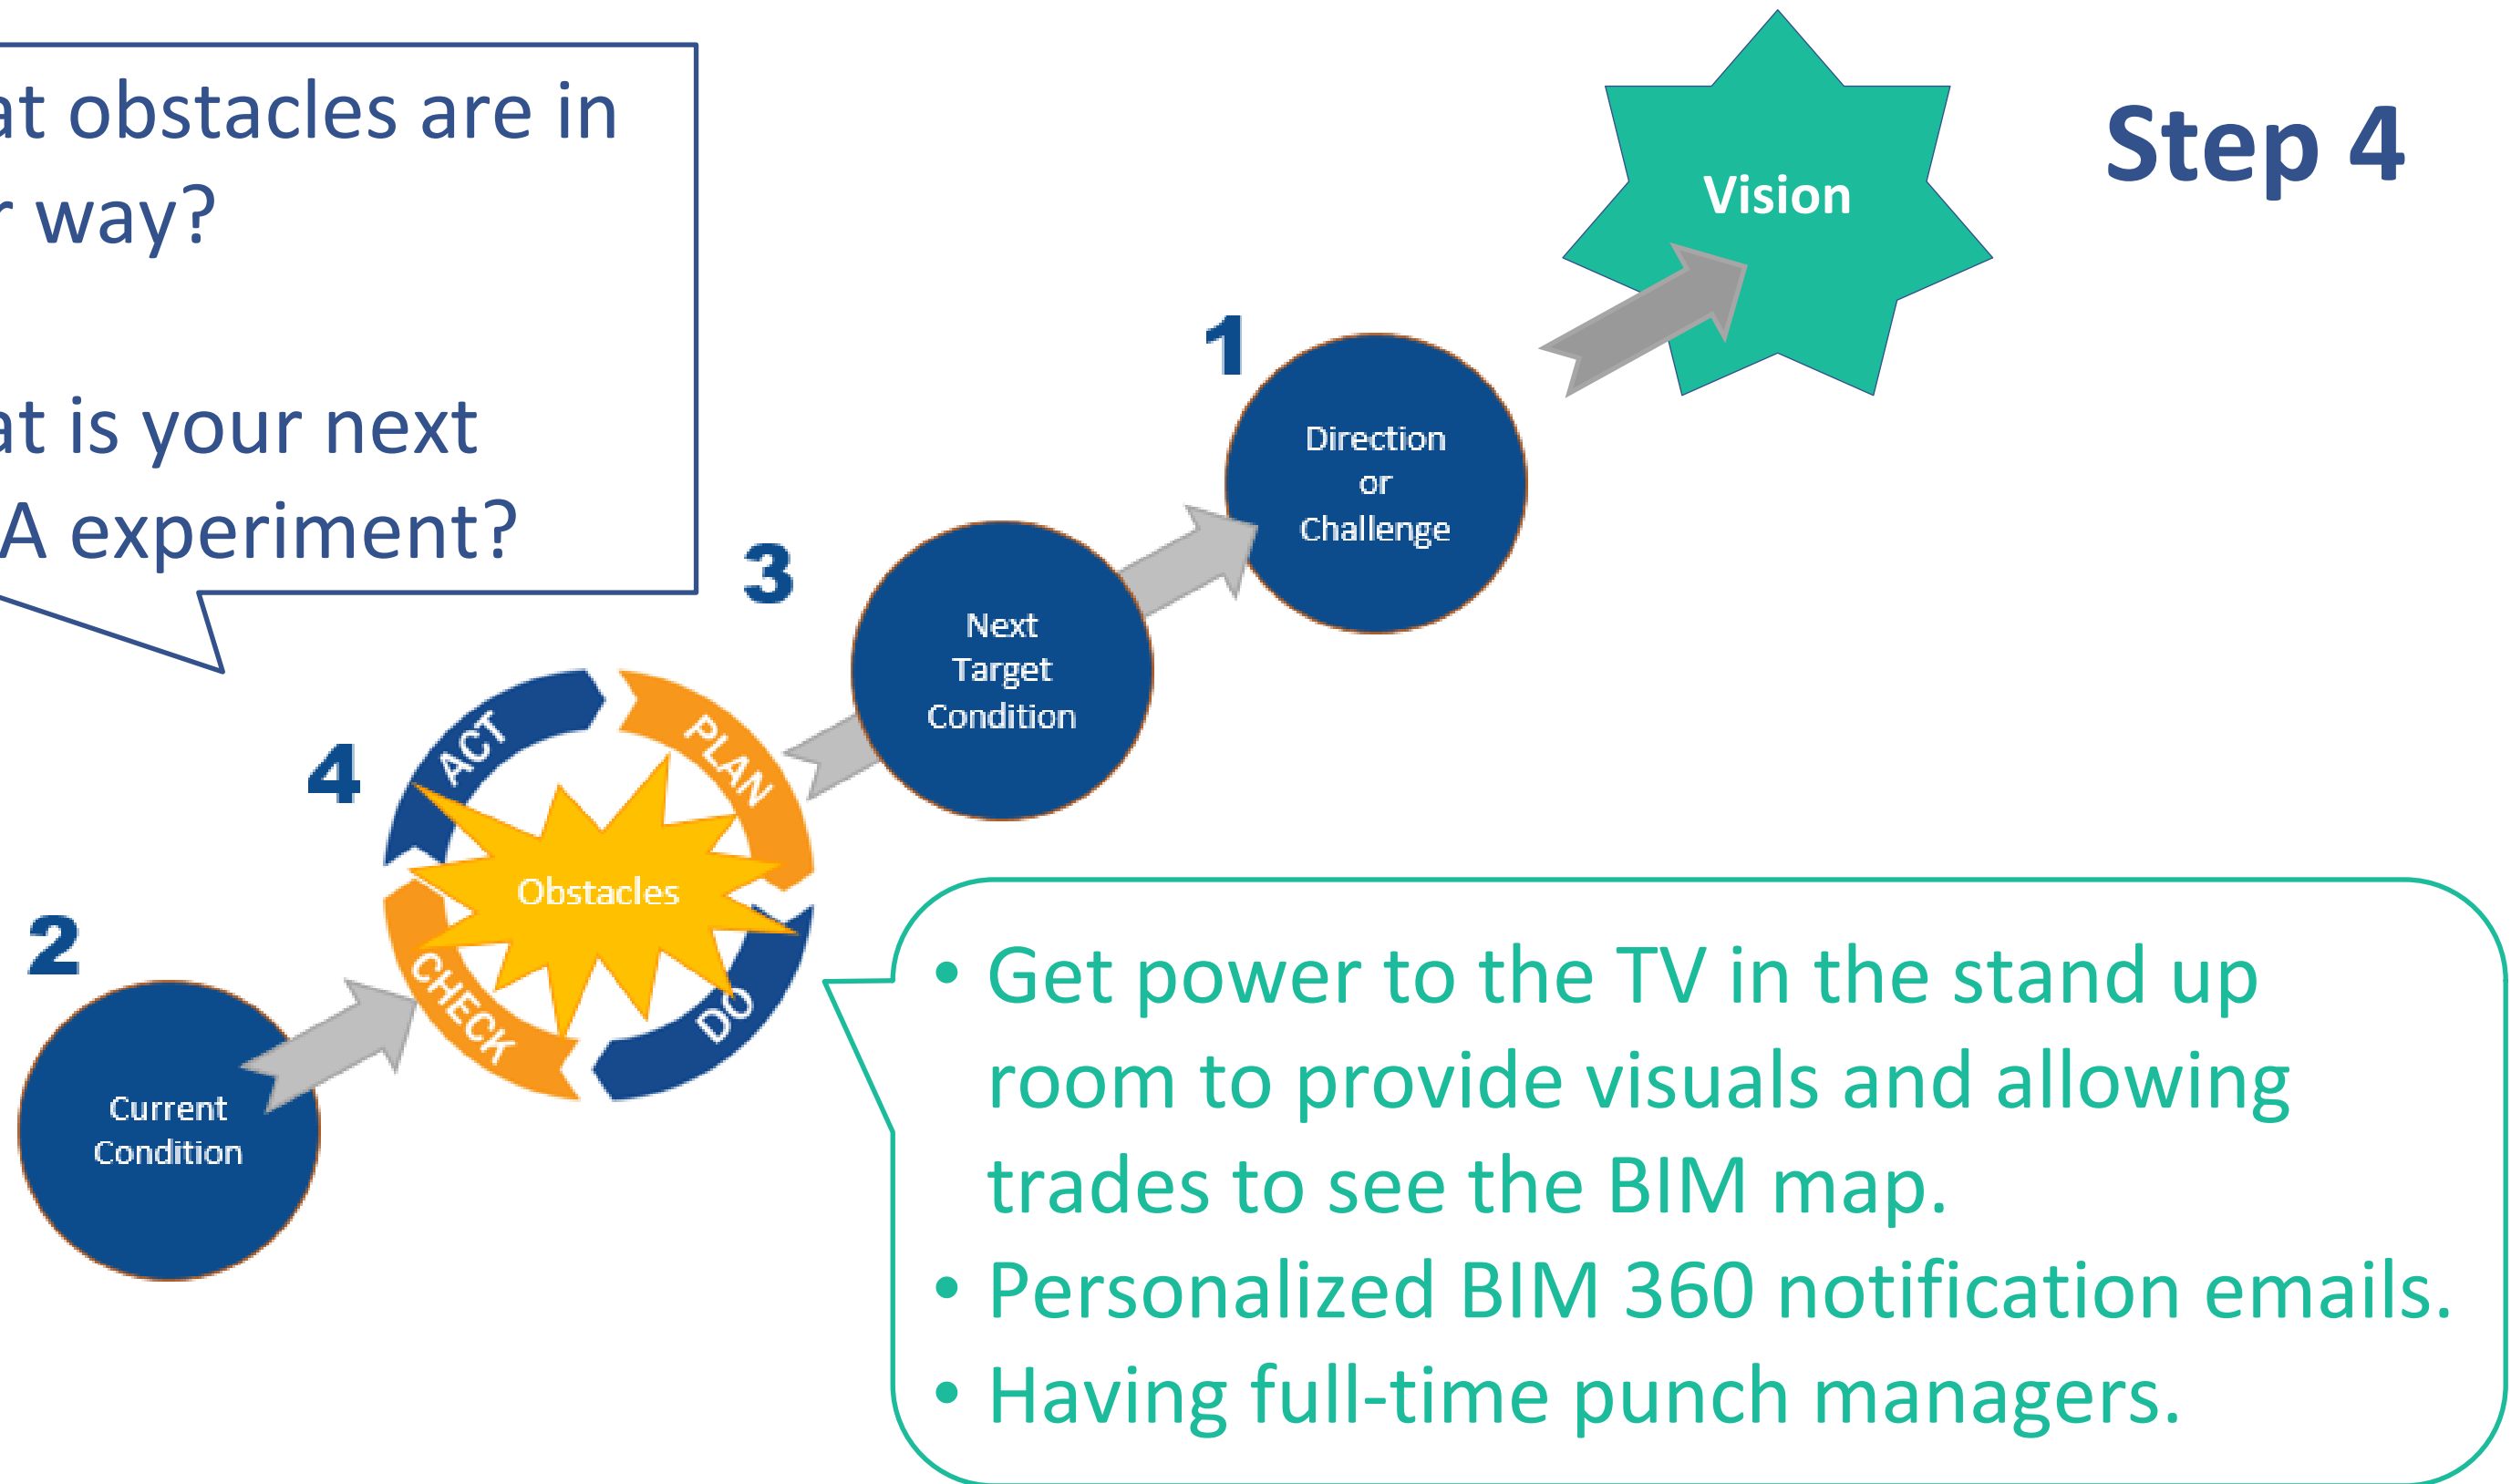 at obstacles are in
r way?
at is your next
A experiment?
Step 4
Vision
1
Direction
or
Challenge
3
Next
Target
Condition
4
ACT
PLAN
Obstacles
CHECK
DO
2
Current
Condition
• Get power to the TV in the stand up
room to provide visuals and allowing
trades to see the BIM map.
• Personalized BIM 360 notification emails.
• Having full-time punch managers.